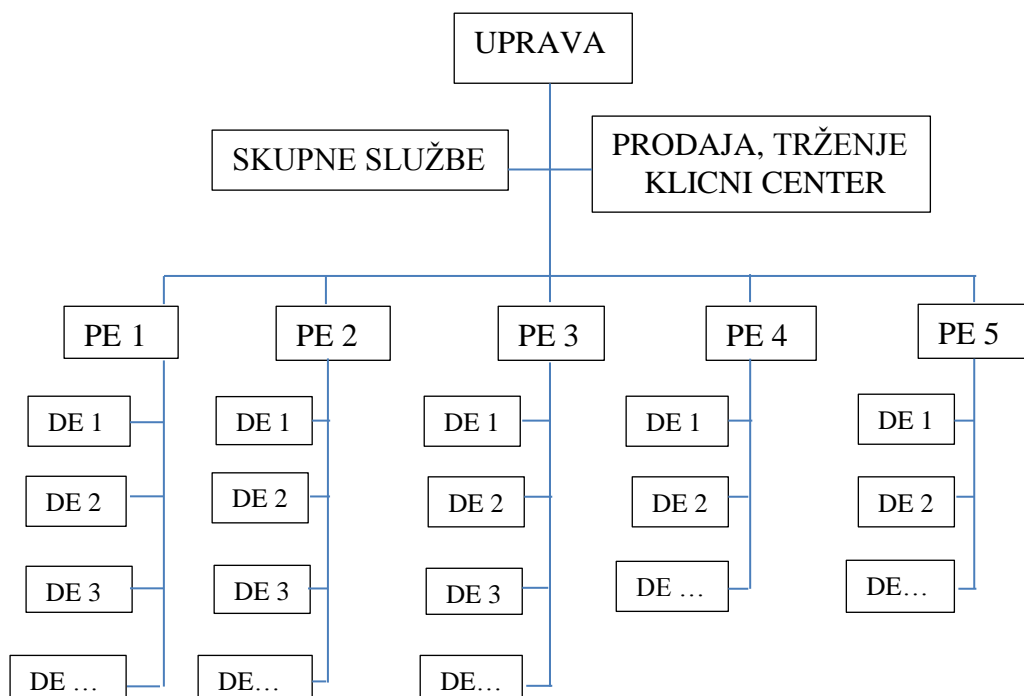 UPRAVA
SKUPNE SLUŽBE
PRODAJA, TRŽENJE
KLICNI CENTER
PE 1
PE 2
PE 3
PE 4
PE 5
DE 1
DE 1
DE 1
DE 1
DE 1
DE 2
DE 2
DE 2
DE 2
DE 2
DE 3
DE 3
DE 3
DE …
DE…
DE …
DE…
DE…